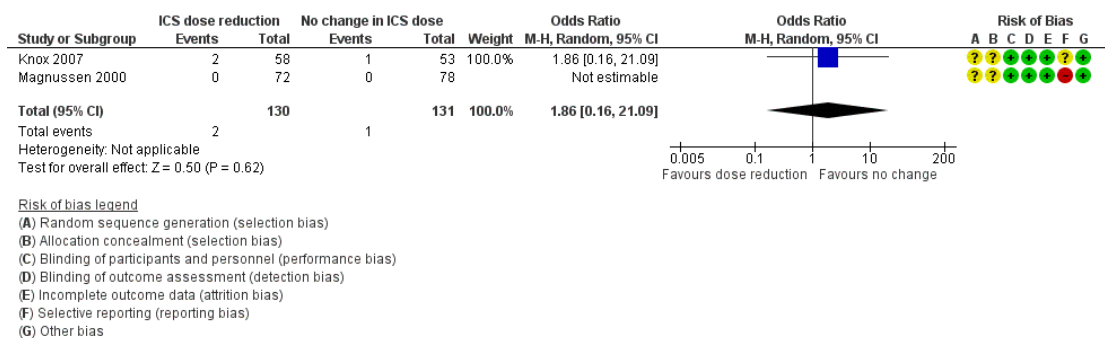 ICS dose reduction No change in ICS dose Odds Ratio Odds Ratio Risk of Bias
Study or Subgroup Events Total Events Total Weight M-H, Random, 95% CI M-H, Random, 95% CI A B C D E F G
Knox 2007 2 58 1 53 100.0% 1.86 [0.16, 21.09] ? ? + + + ? +
Magnussen 2000 0 72 0 78 Not estimable ? ? + + + - +
Total (95% CI) 130 131 100.0% 1.86 [0.16, 21.09]
Total events 2 1
Heterogeneity: Not applicable
Test for overall effect: Z = 0.50 (P = 0.62)
0.005 0.1 1 10 200
Favours dose reduction Favours no change
Risk of bias legend
(A) Random sequence generation (selection bias)
(B) Allocation concealment (selection bias)
(C) Blinding of participants and personnel (performance bias)
(D) Blinding of outcome assessment (detection bias)
(E) Incomplete outcome data (attrition bias)
(F) Selective reporting (reporting bias)
(G) Other bias